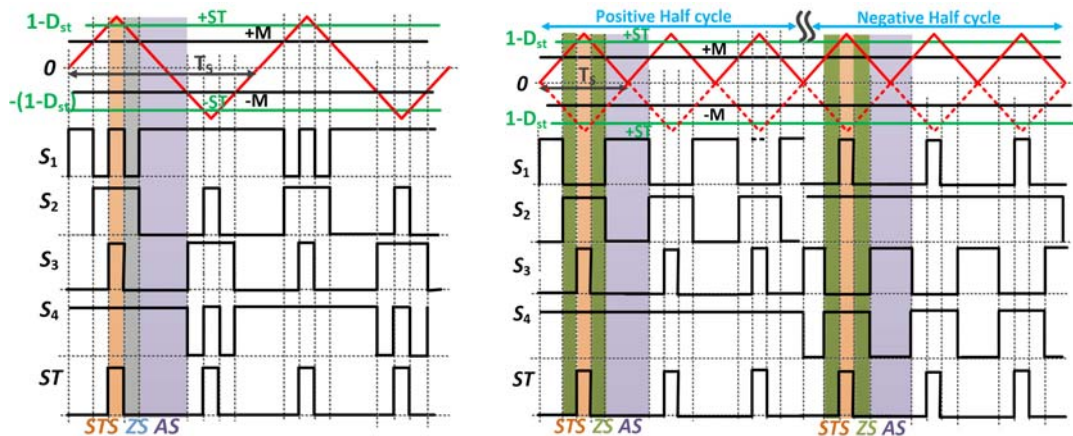 1-Dst
+ST
+M
0
Ts
-M
-(1-Dst)
-ST
S1
S2
S3
S4
ST
STS ZS AS
Positive Half cycle
Negative Half cycle
1-Dst
+ST
+M
0
Ts
-M
1-Dst
+ST
S1
S2
S3
S4
ST
STS ZS AS
STS ZS AS